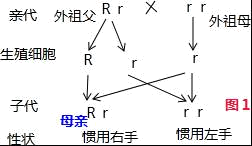 亲代 外祖父 R r × r r 外祖母
生殖细胞 R r r
子代 R r r r
母亲
图1
性状 惯用右手 惯用左手